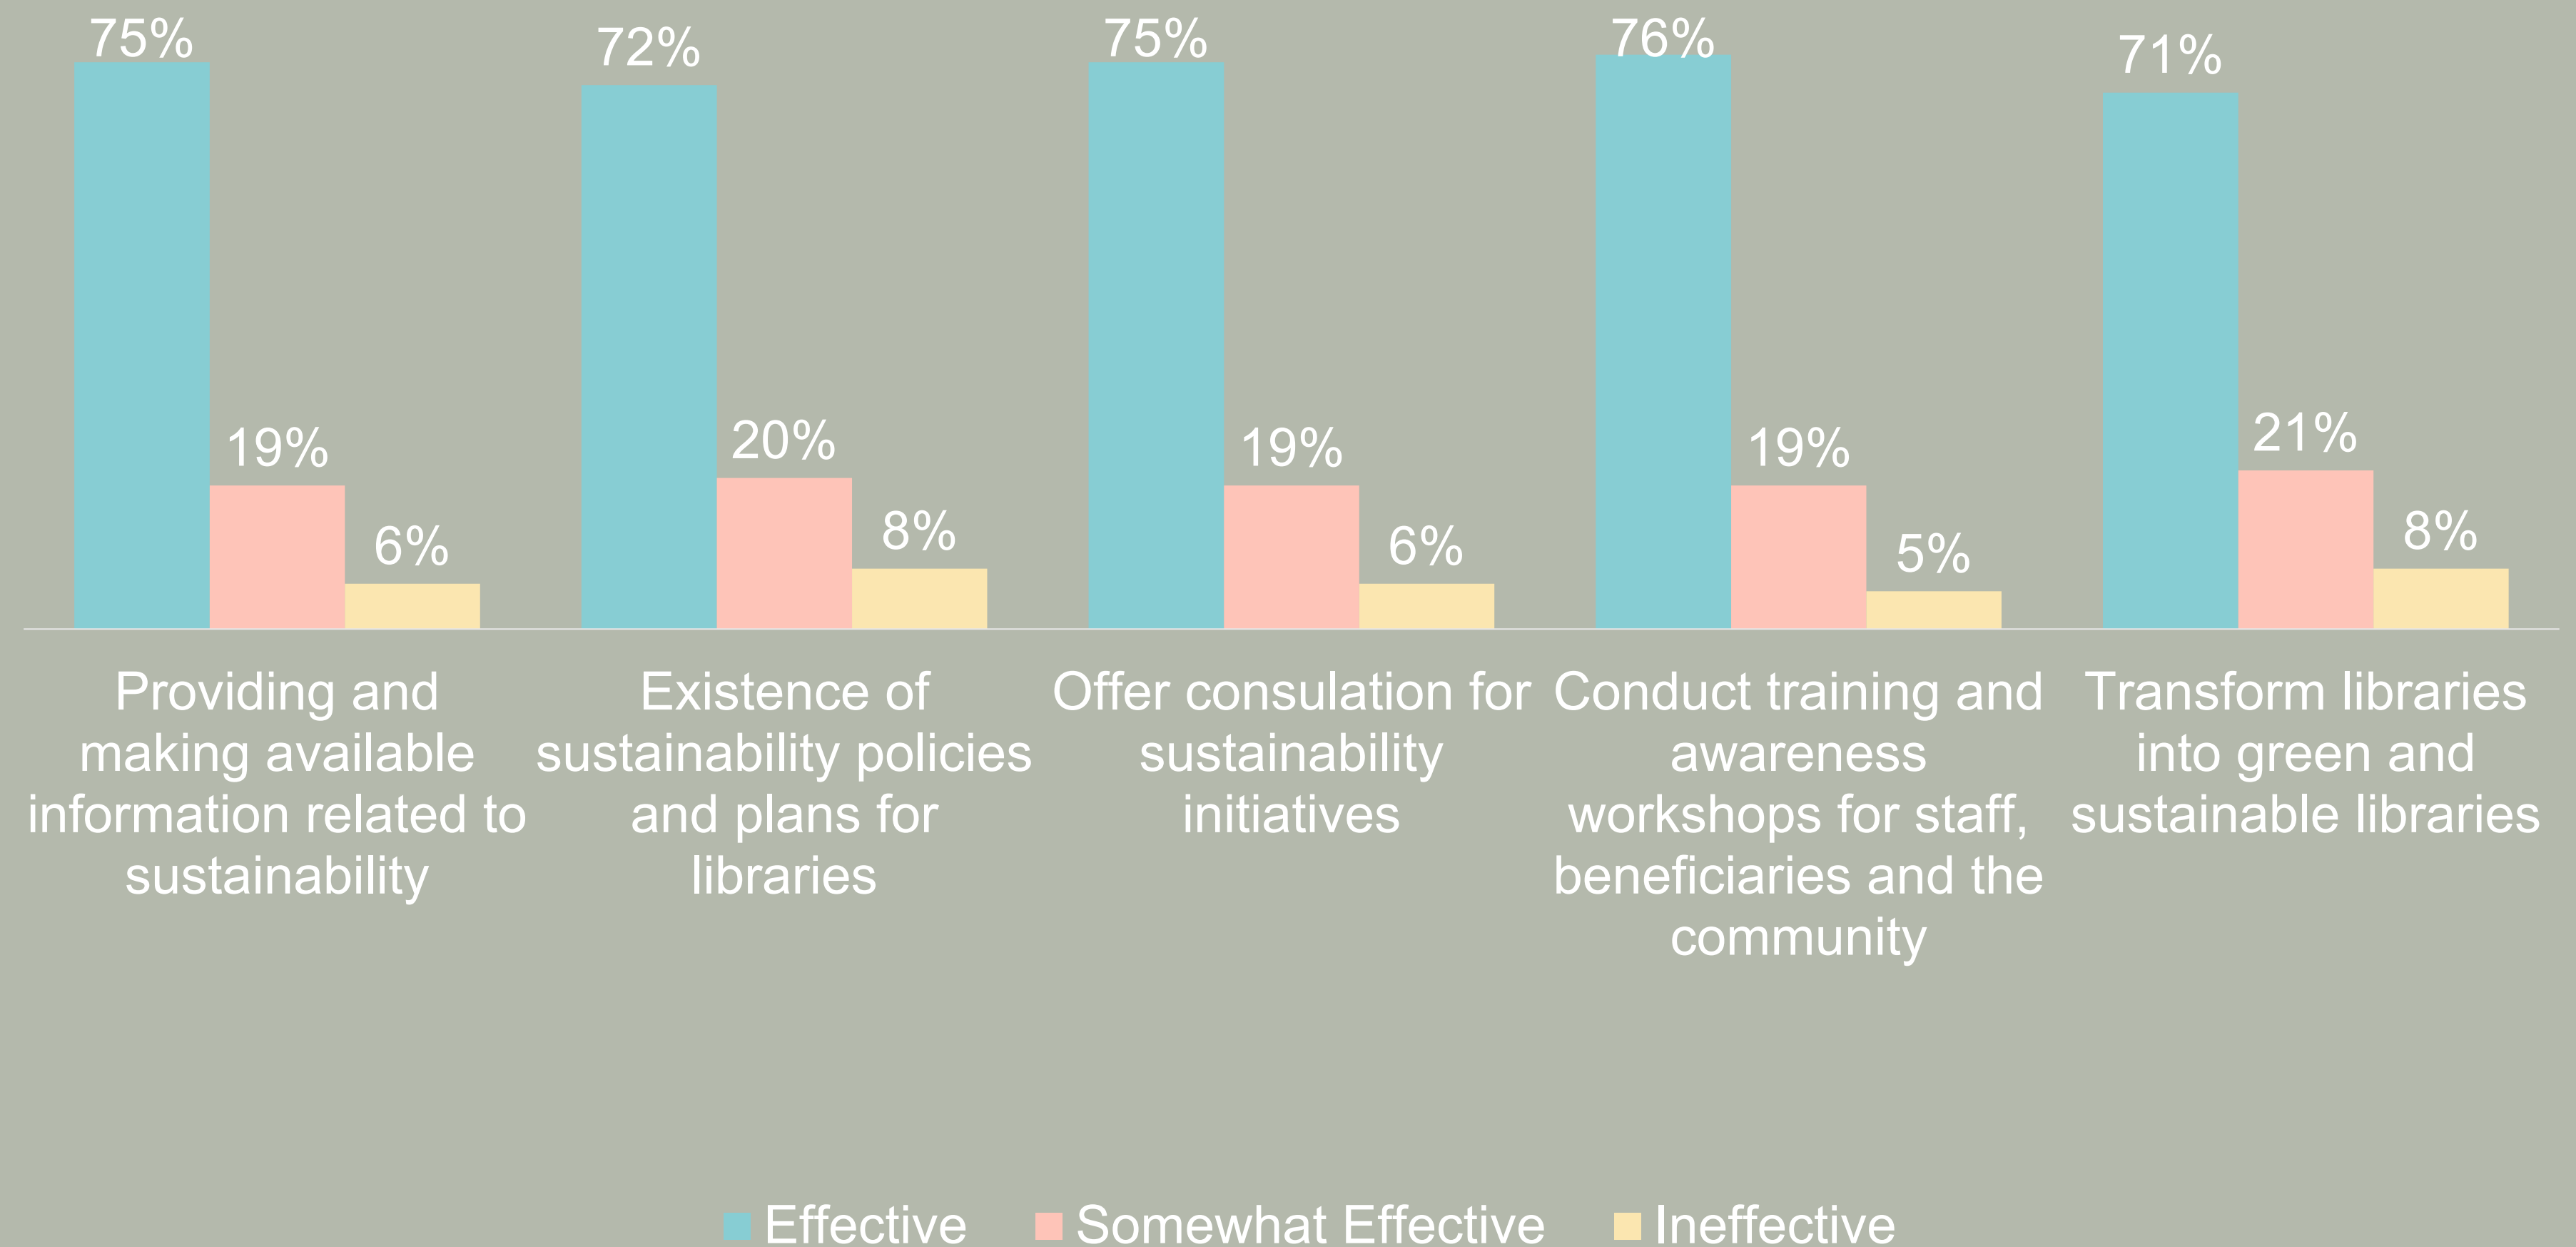 75%
19%
6%
72%
20%
8%
75%
19%
6%
76%
19%
5%
71%
21%
8%
Providing and
making available
information related to
sustainability
Existence of
sustainability policies
and plans for
libraries
Offer consulation for
sustainability
initiatives
Conduct training and
awareness
workshops for staff,
beneficiaries and the
community
Transform libraries
into green and
sustainable libraries
Effective
Somewhat Effective
Ineffective